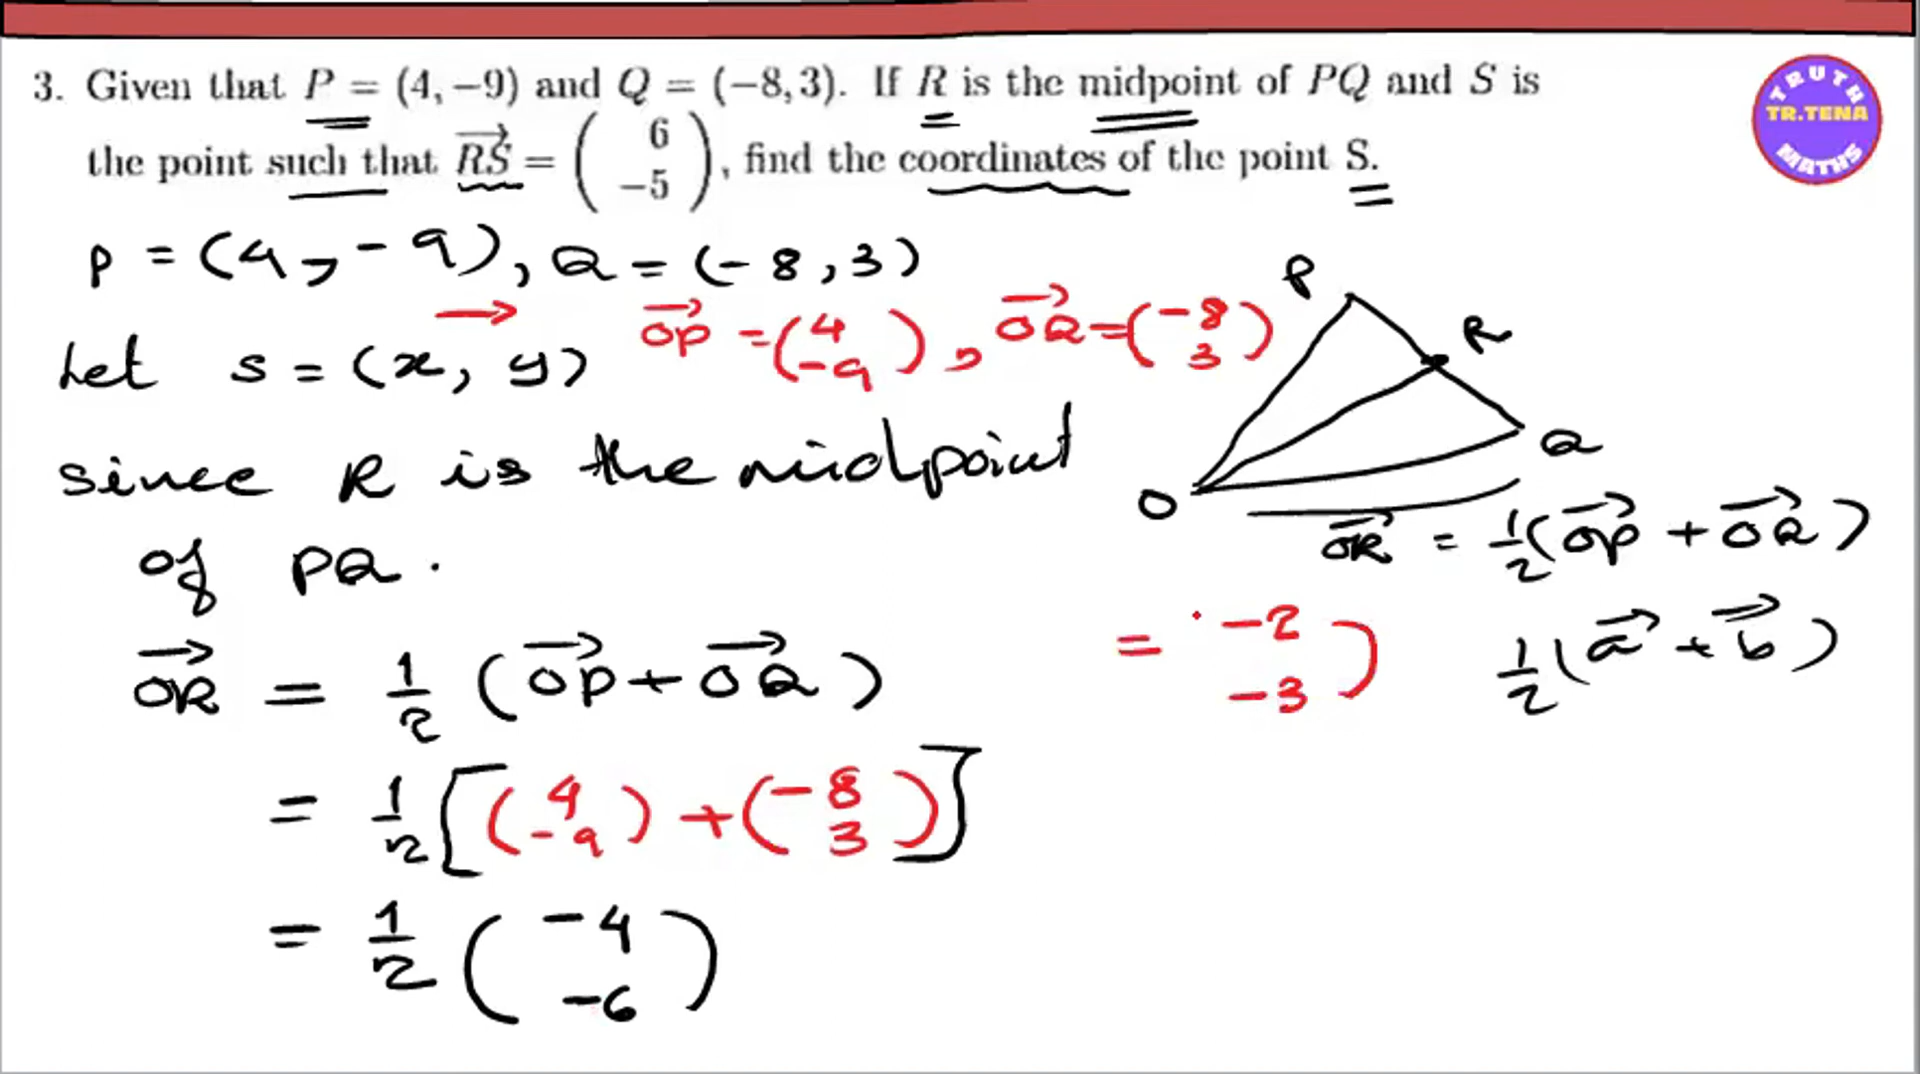 3. Given that P = (4, −9) and Q = (−8, 3). If R is the midpoint of PQ and S is
the point such that RS⃗ = (6 −5), find the coordinates of the point S.
TRUTH
TR.TENA
MATHS
P = (4, -9), Q = (-8, 3)
Let S = (x, y)
OP⃗ = (4 -9), OQ⃗ = (-8 3)
P
R
Q
O
since R is the midpoint
of PQ.
OR⃗ = 1/2 (OP⃗ + OQ⃗)
OR⃗ = 1/2 (OP⃗ + OQ⃗)
= 1/2 [(4 -9) + (-8 3)]
= 1/2 (-4 -6)
= -2 -3)
1/2 (a⃗ + b⃗)